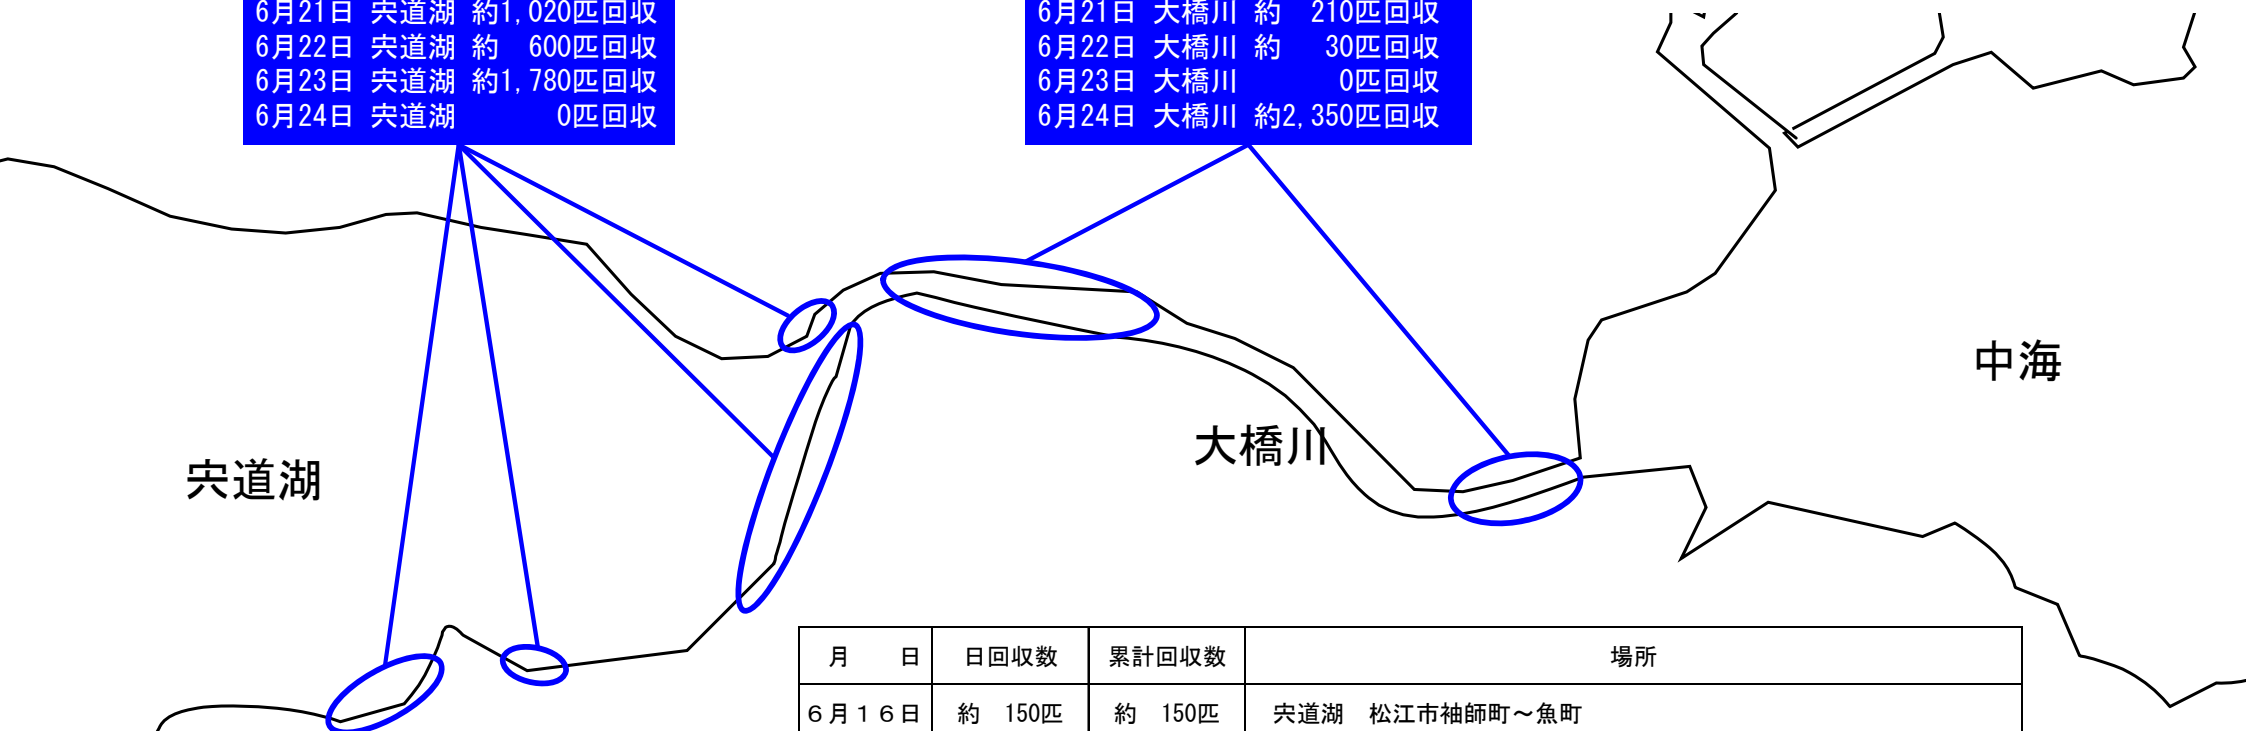 6月21日 宍道湖 約1,020匹回収
6月22日 宍道湖 約　600匹回収
6月23日 宍道湖 約1,780匹回収
6月24日 宍道湖　　　　0匹回収
6月21日 大橋川 約　210匹回収
6月22日 大橋川 約　 30匹回収
6月23日 大橋川　　　　0匹回収
6月24日 大橋川 約2,350匹回収
中海
大橋川
宍道湖
月　　日　日回収数　累計回収数　場所
６月１６日　約　150匹　約　150匹　宍道湖　松江市袖師町～魚町